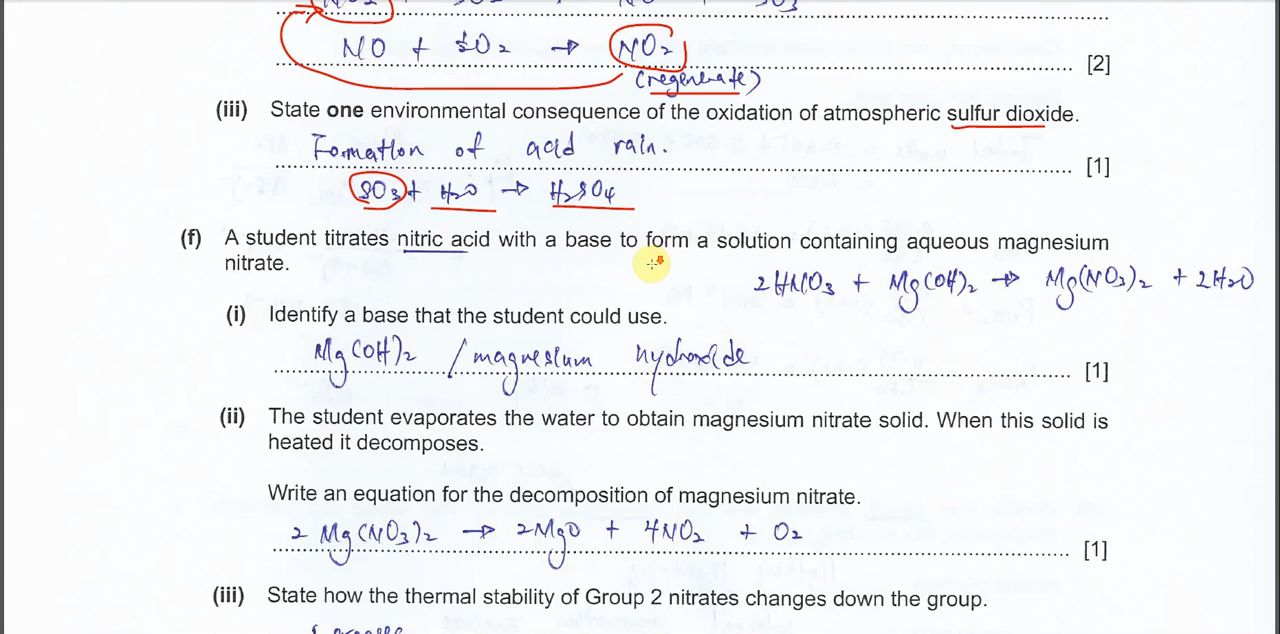 NO + ½O₂ → NO₂ [2]
(regenerate)
(iii) State one environmental consequence of the oxidation of atmospheric sulfur dioxide.
Formation of acid rain. [1]
SO₃ + H₂O → H₂SO₄
(f) A student titrates nitric acid with a base to form a solution containing aqueous magnesium
nitrate.
2HNO₃ + Mg(OH)₂ → Mg(NO₃)₂ + 2H₂O
(i) Identify a base that the student could use.
Mg(OH)₂ / magnesium hydroxide [1]
(ii) The student evaporates the water to obtain magnesium nitrate solid. When this solid is
heated it decomposes.
Write an equation for the decomposition of magnesium nitrate.
2 Mg(NO₃)₂ → 2MgO + 4NO₂ + O₂ [1]
(iii) State how the thermal stability of Group 2 nitrates changes down the group.